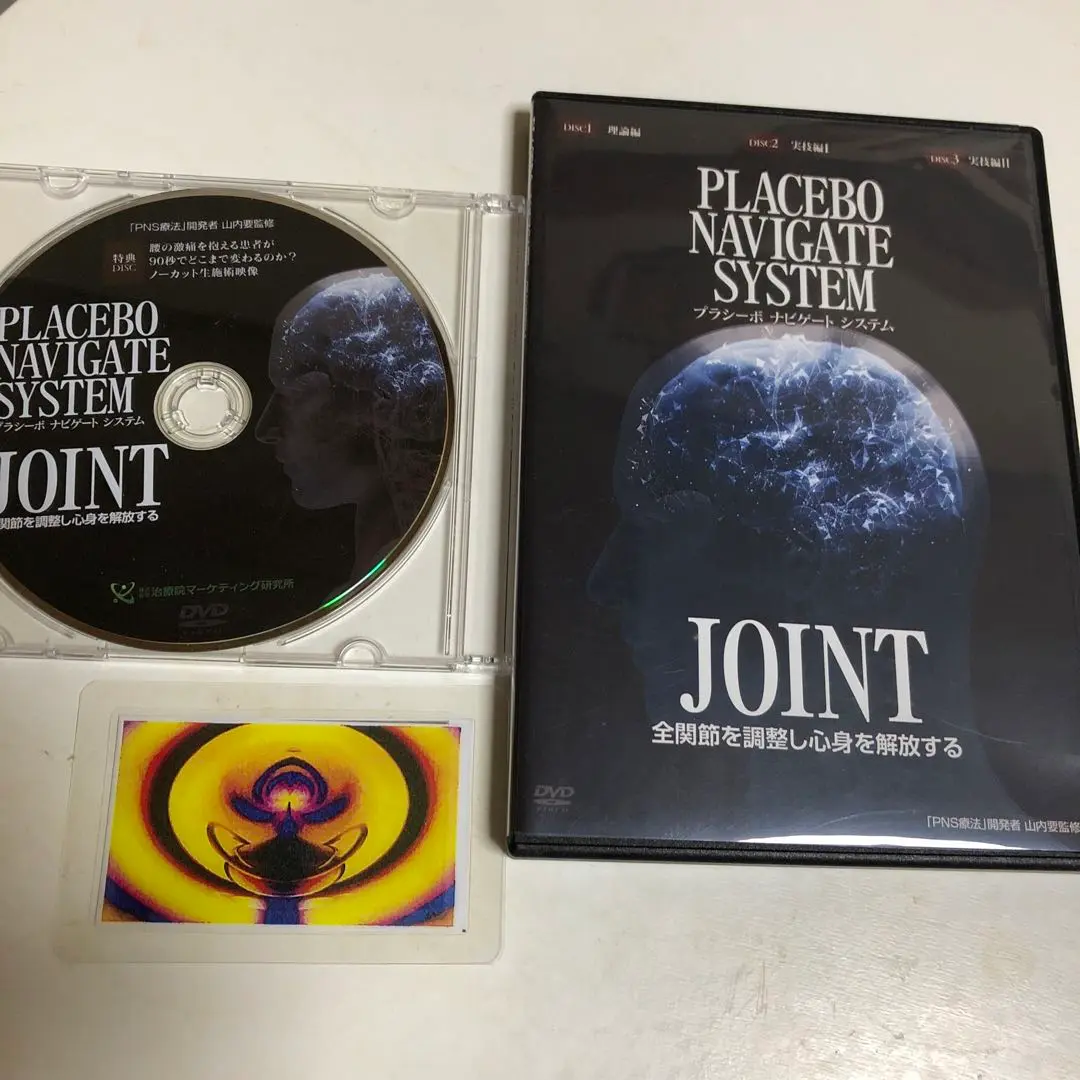 「PNS療法」開発者 山内要監修
特典
DISC
腰の激痛を抱える患者が
90秒でどこまで変わるのか?
ノーカット生施術映像
PLACEBO
NAVIGATE
SYSTEM
プラシーボ ナビゲート システム
JOINT
関節を調整し心身を解放する
治療院マーケティング研究所
DVD
DISC1 理論編
DISC2 実技編I
DISC3 実技編II
PLACEBO
NAVIGATE
SYSTEM
プラシーボ ナビゲート システム
JOINT
全関節を調整し心身を解放する
DVD
VIDEO
「PNS療法」開発者 山内要監修